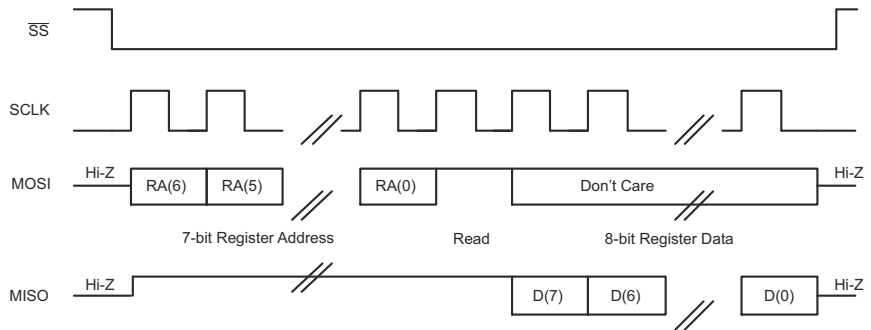 SS
SCLK
Hi-Z
MOSI
RA(6)
RA(5)
RA(0)
Don't Care
Hi-Z
7-bit Register Address
Read
8-bit Register Data
Hi-Z
MISO
D(7)
D(6)
D(0)
Hi-Z